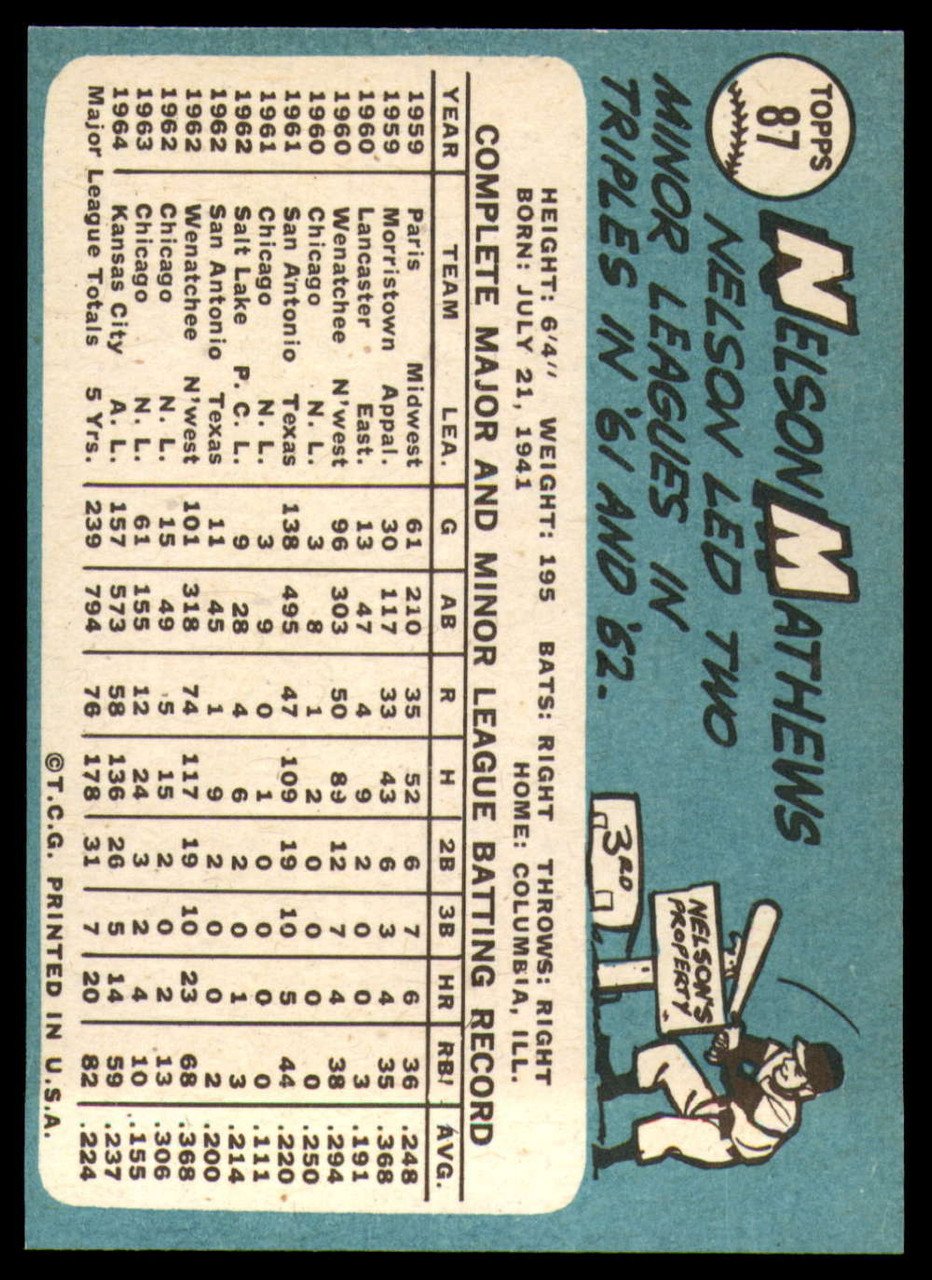 TOPPS
87
NELSON MATHEWS
NELSON LED TWO
MINOR LEAGUES IN
TRIPLES IN '61 AND '62.
3RD
NELSON'S
PROPERTY
HEIGHT: 6'4" WEIGHT: 195 BATS: RIGHT THROWS: RIGHT
BORN: JULY 21, 1941 HOME: COLUMBIA, ILL.
COMPLETE MAJOR AND MINOR LEAGUE BATTING RECORD
YEAR TEAM LEA. G AB R H 2B 3B HR RBI AVG.
1959 Paris Midwest 61 210 35 52 6 7 6 36 .248
1959 Morristown Appal. 30 117 33 43 6 3 4 35 .368
1960 Lancaster East. 13 47 4 9 2 0 0 3 .191
1960 Wenatchee N'west 96 303 50 89 12 7 4 38 .294
1960 Chicago N. L. 3 8 1 2 0 0 0 0 .250
1961 San Antonio Texas 138 495 47 109 19 10 5 44 .220
1961 Chicago N. L. 3 9 0 1 0 0 0 0 .111
1962 Salt Lake P. C. L. 9 28 4 6 2 0 1 3 .214
1962 San Antonio Texas 11 45 1 9 2 0 0 2 .200
1962 Wenatchee N'west 101 318 74 117 19 10 23 68 .368
1962 Chicago N. L. 15 49 5 15 2 0 2 13 .306
1963 Chicago N. L. 61 155 12 24 3 2 4 10 .155
1964 Kansas City A. L. 157 573 58 136 26 5 14 59 .237
Major League Totals 5 Yrs. 239 794 76 178 31 7 20 82 .224
©T.C.G. PRINTED IN U.S.A.